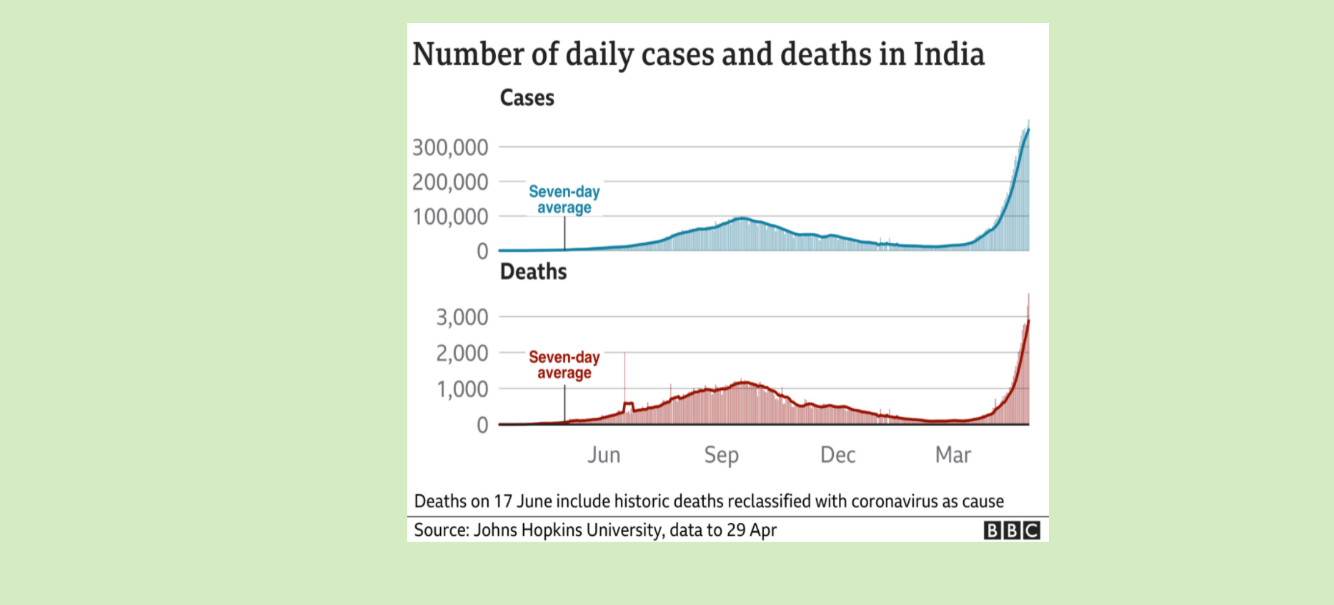 Number of daily cases and deaths in India
Cases
300,000
200,000
100,000
0
Seven-day
average
Deaths
3,000
2,000
1,000
0
Seven-day
average
Jun Sep Dec Mar
Deaths on 17 June include historic deaths reclassified with coronavirus as cause
Source: Johns Hopkins University, data to 29 Apr
BBC